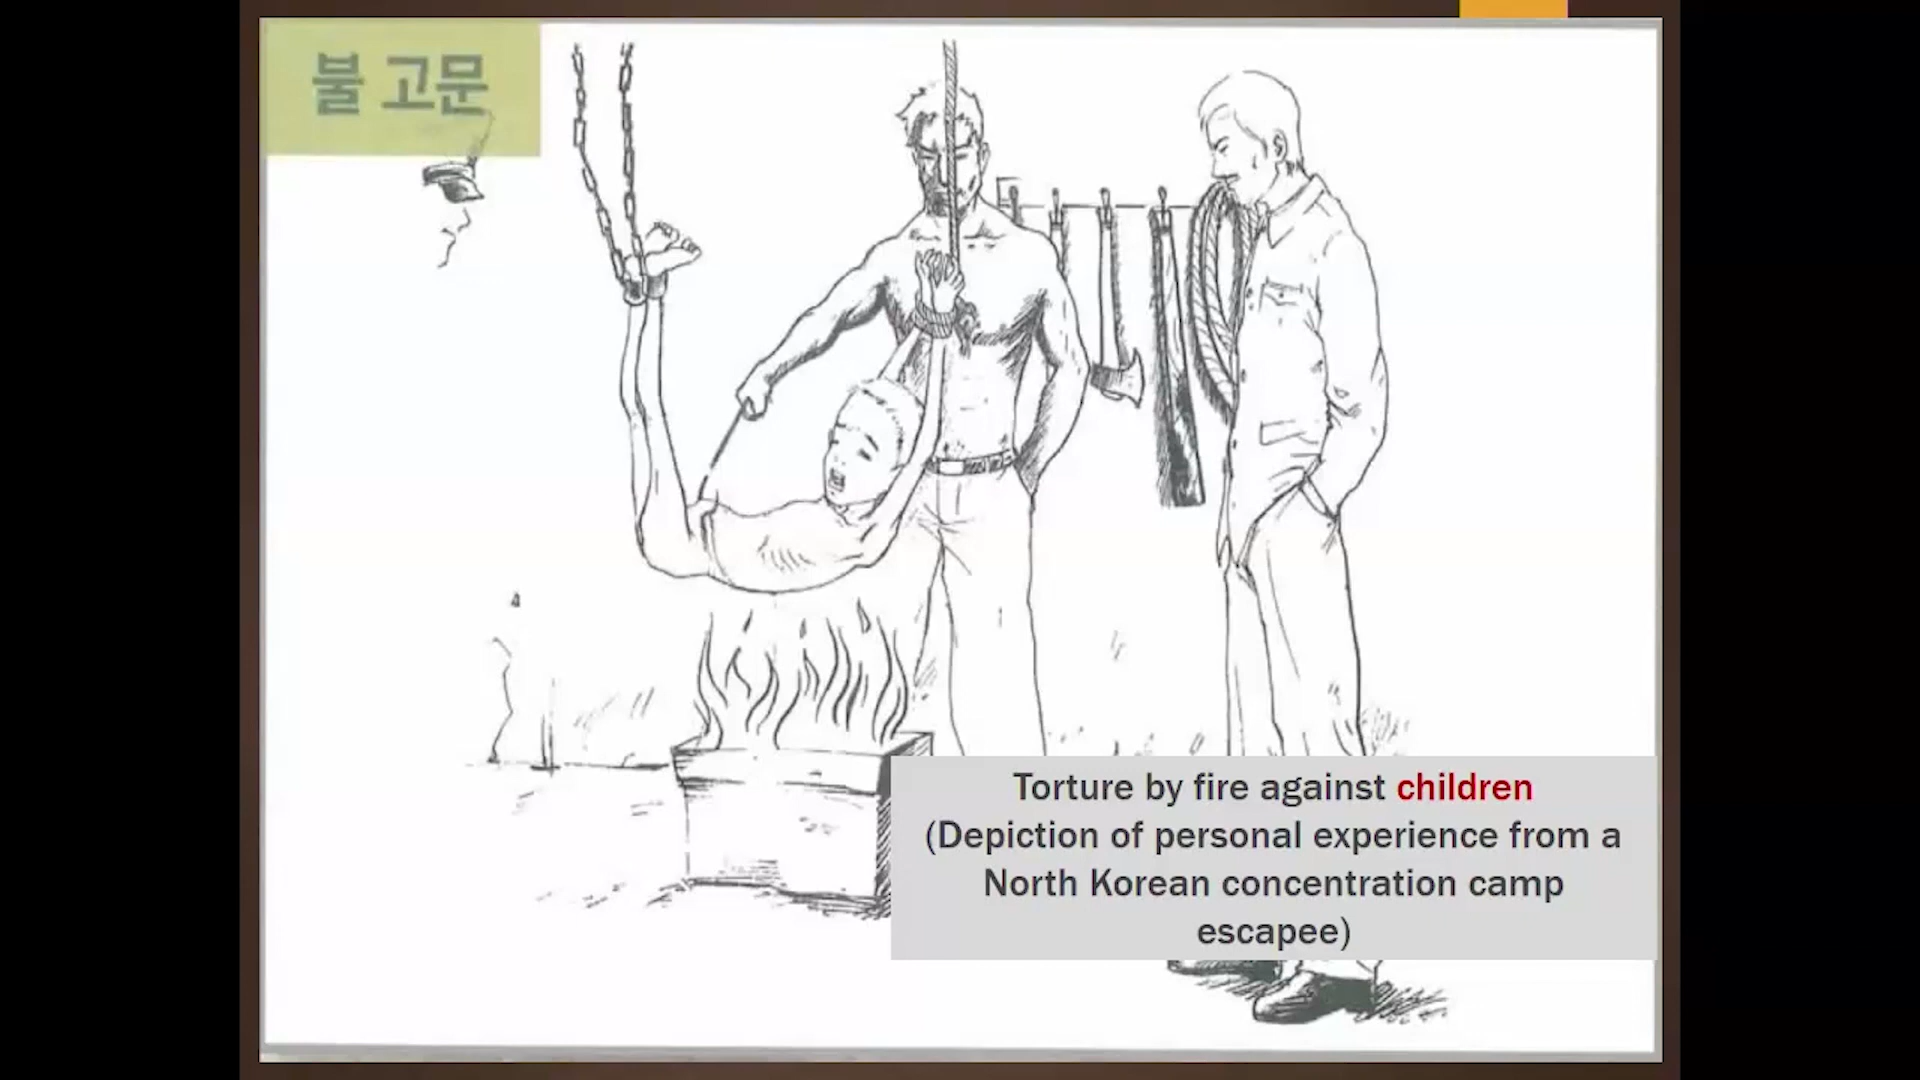 불 고문
Torture by fire against children
(Depiction of personal experience from a
North Korean concentration camp
escapee)